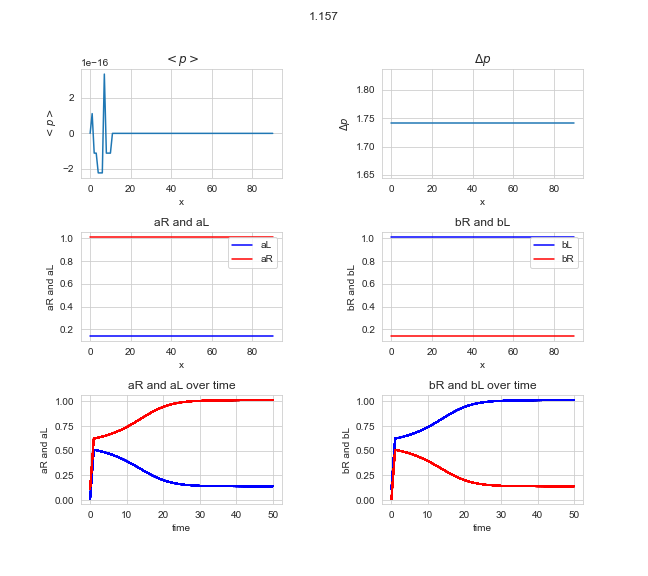 1.157
< p >
Δp
1e−16
2
0
−2
< p >
0 20 40 60 80
x
1.80
1.75
1.70
1.65
Δp
0 20 40 60 80
x
aR and aL
bR and bL
1.0
0.8
0.6
0.4
0.2
aR and aL
aL
aR
0 20 40 60 80
x
1.0
0.8
0.6
0.4
0.2
bR and bL
bL
bR
0 20 40 60 80
x
aR and aL over time
bR and bL over time
1.00
0.75
0.50
0.25
0.00
aR and aL
0 10 20 30 40 50
time
1.00
0.75
0.50
0.25
0.00
bR and bL
0 10 20 30 40 50
time